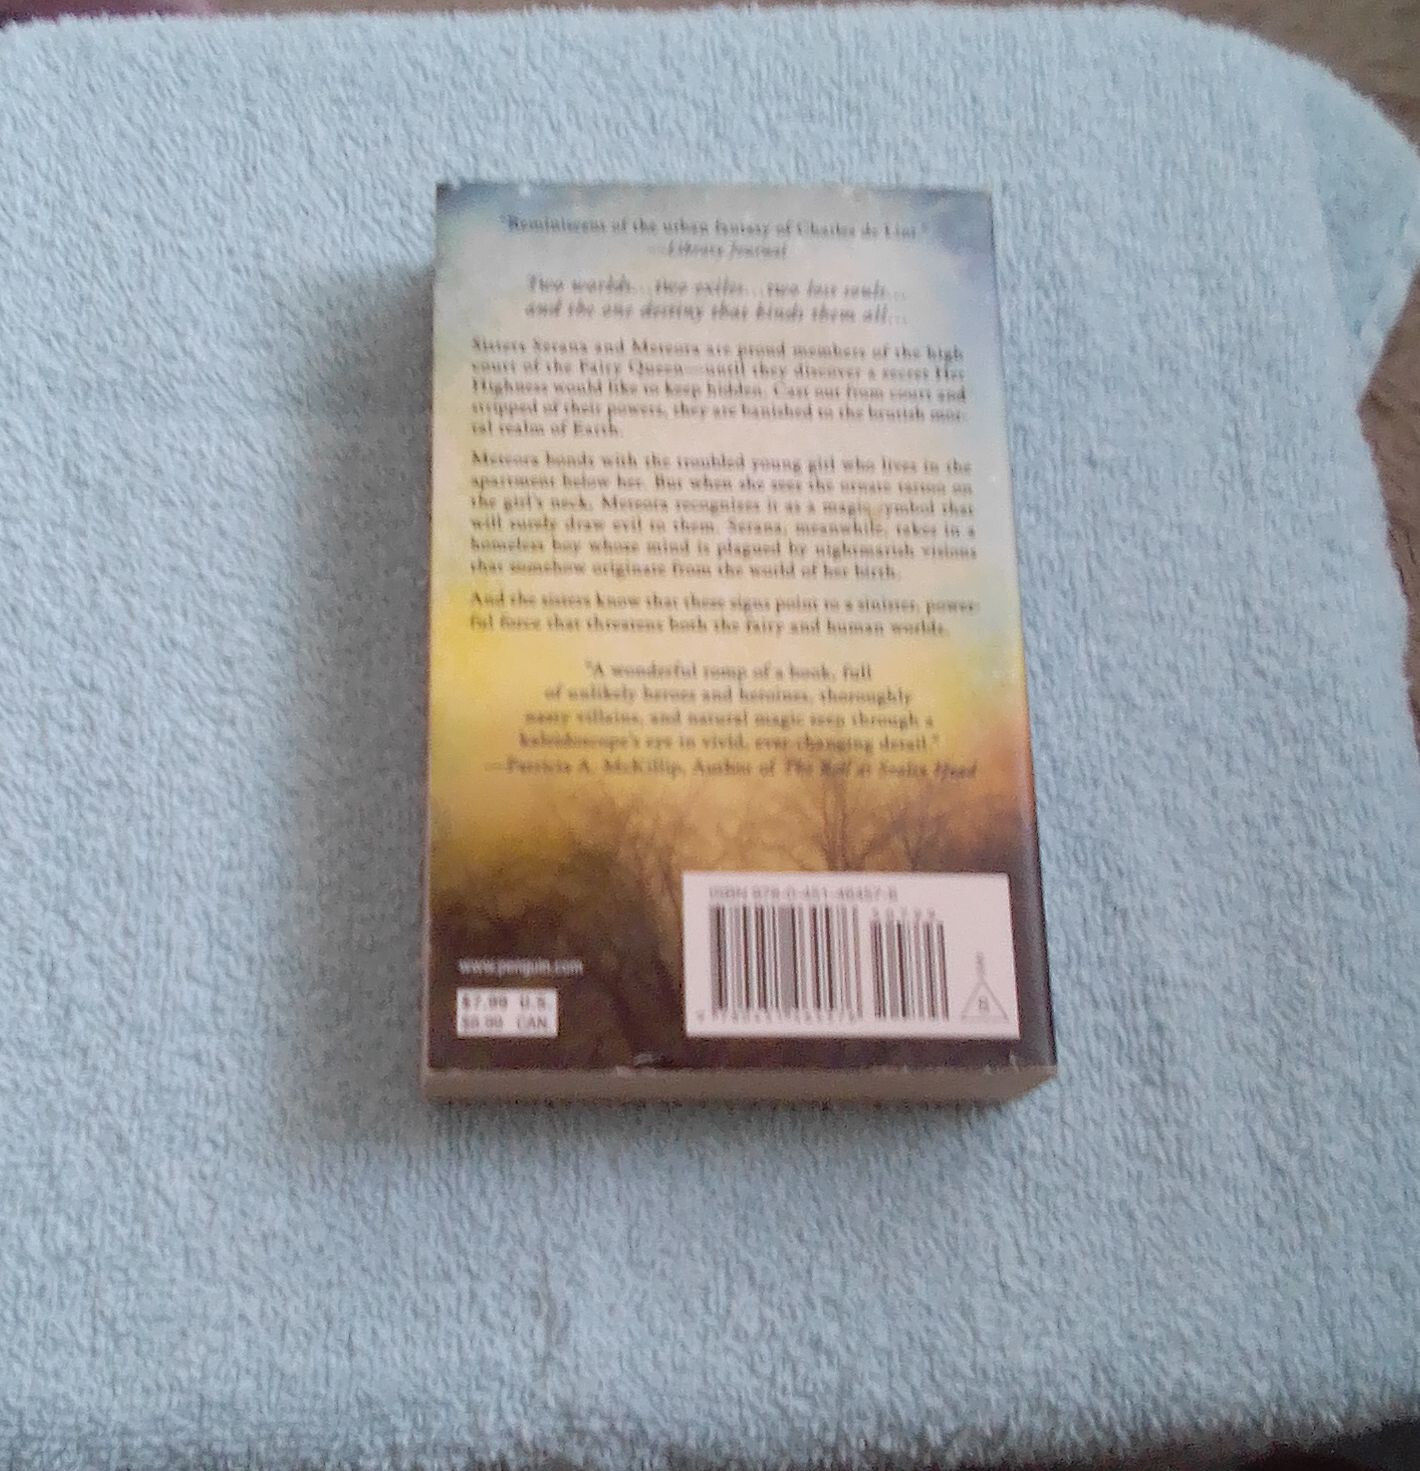 "Reminiscent of the urban fantasy of Charles de Lint."
—Library Journal
Two worlds...two exiles...two lost souls...
and the one destiny that binds them all...
Sisters Serana and Meteora are proud members of the high
court of the Fairy Queen—until they discover a secret Her
Highness would like to keep hidden. Cast out from court and
stripped of their powers, they are banished to the brutish mor-
tal realm of Earth.
Meteora bonds with the troubled young girl who lives in the
apartment below her. But when she sees the ornate tattoo on
the girl's neck, Meteora recognizes it as a magic symbol that
will surely draw evil to them. Serana, meanwhile, takes in a
homeless boy whose mind is plagued by nightmarish visions
that somehow originate from the world of her birth.
And the sisters know that these signs point to a sinister, power-
ful force that threatens both the fairy and human worlds.
"A wonderful romp of a book, full
of unlikely heroes and heroines, thoroughly
nasty villains, and natural magic seen through a
kaleidoscope's eye in vivid, ever-changing detail."
—Patricia A. McKillip, Author of The Bell at Sealey Head
ISBN 978-0-451-46457-6
50799
www.penguin.com
$7.99 U.S.
CAN
S